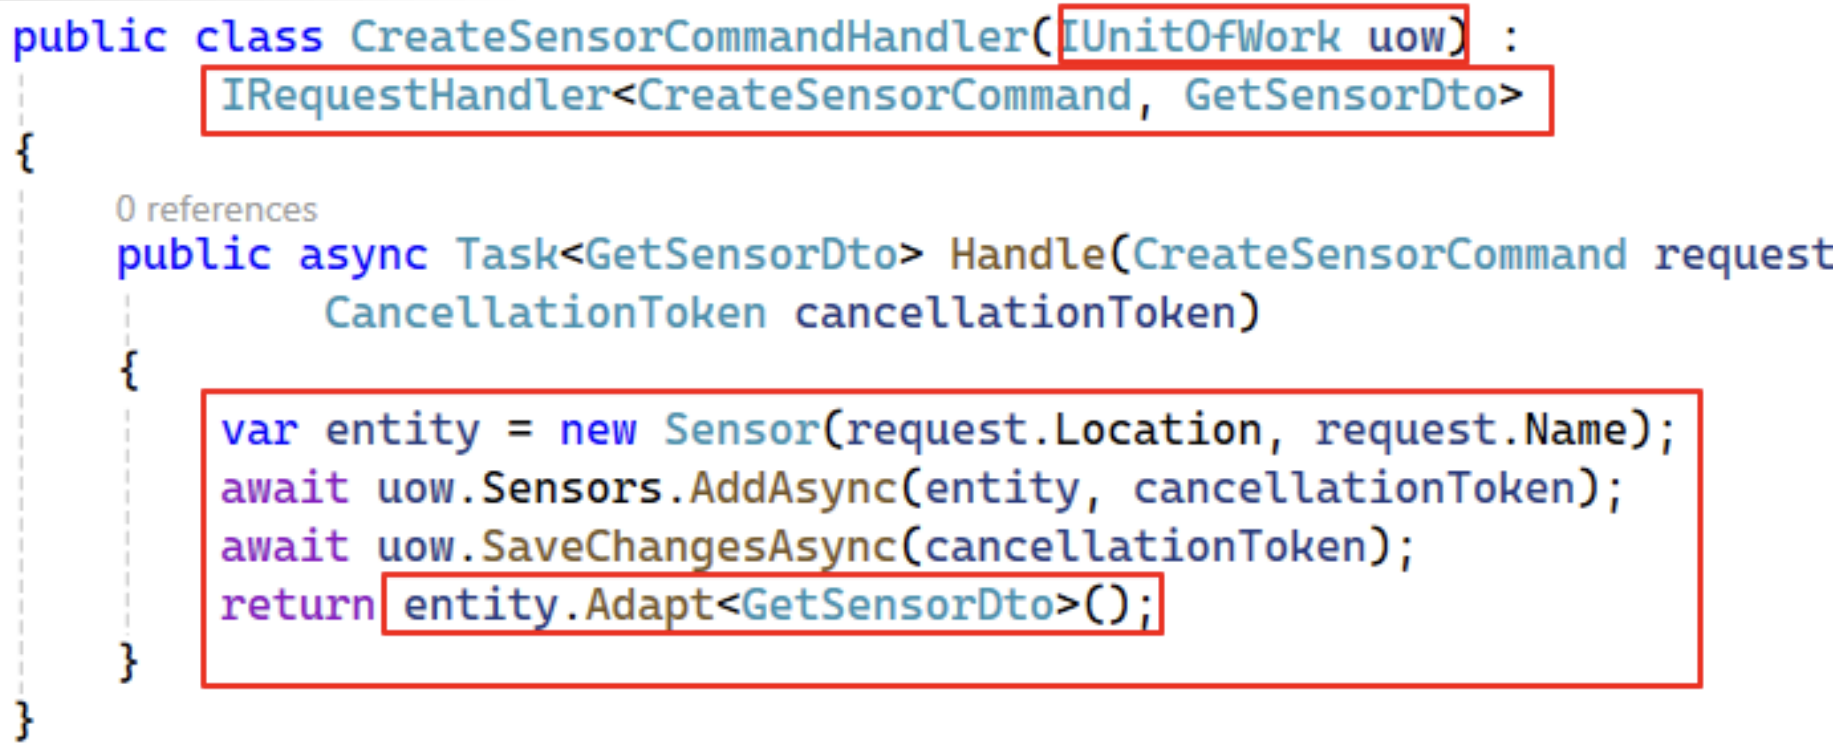 public class CreateSensorCommandHandler(IUnitOfWork uow) :
IRequestHandler<CreateSensorCommand, GetSensorDto>
{
0 references
public async Task<GetSensorDto> Handle(CreateSensorCommand request
CancellationToken cancellationToken)
{
var entity = new Sensor(request.Location, request.Name);
await uow.Sensors.AddAsync(entity, cancellationToken);
await uow.SaveChangesAsync(cancellationToken);
return entity.Adapt<GetSensorDto>();
}
}